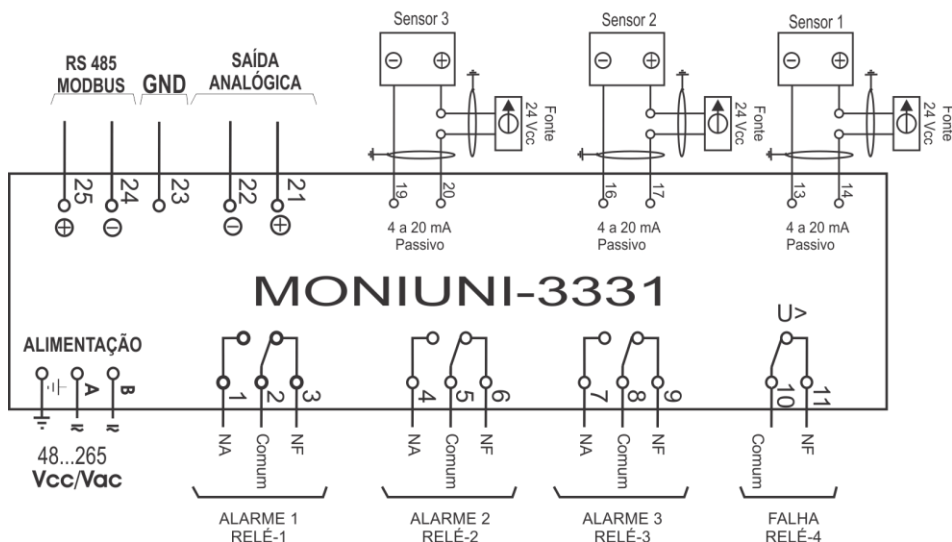 Sensor 3
Sensor 2
Sensor 1
RS 485
MODBUS
GND
SAÍDA
ANALÓGICA
Fonte
24 Vcc
Fonte
24 Vcc
Fonte
24 Vcc
25
24
23
22
21
19
20
16
17
13
14
4 a 20 mA
Passivo
4 a 20 mA
Passivo
4 a 20 mA
Passivo
MONIUNI-3331
U>
ALIMENTAÇÃO
A
B
1
2
3
4
5
6
7
8
9
10
11
48...265
Vcc/Vac
NA
Comum
NF
NA
Comum
NF
NA
Comum
NF
Comum
NF
ALARME 1
RELÉ-1
ALARME 2
RELÉ-2
ALARME 3
RELÉ-3
FALHA
RELÉ-4